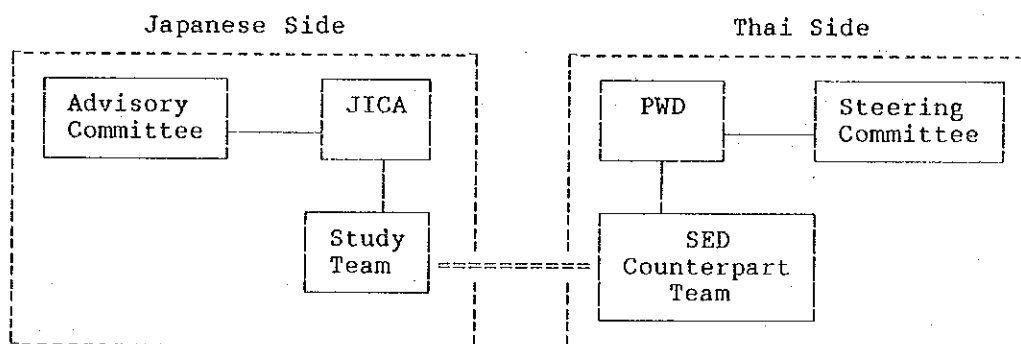 Japanese Side
Thai Side
Advisory
Committee
JICA
PWD
Steering
Committee
Study
Team
SED
Counterpart
Team